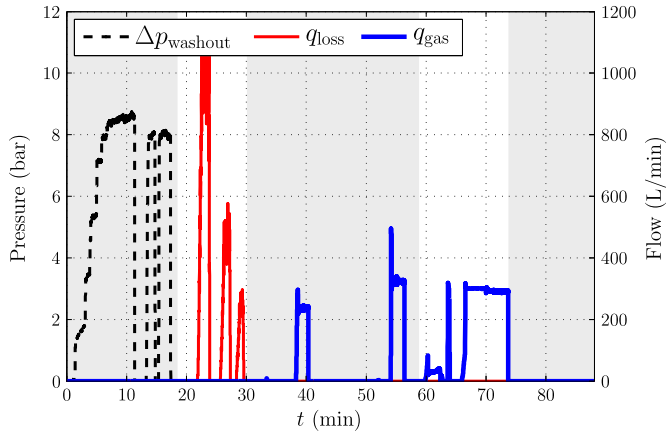 Δp_washout q_loss q_gas
12
10
8
6
4
2
0
Pressure (bar)
1200
1000
800
600
400
200
0
Flow (L/min)
0 10 20 30 40 50 60 70 80
t (min)